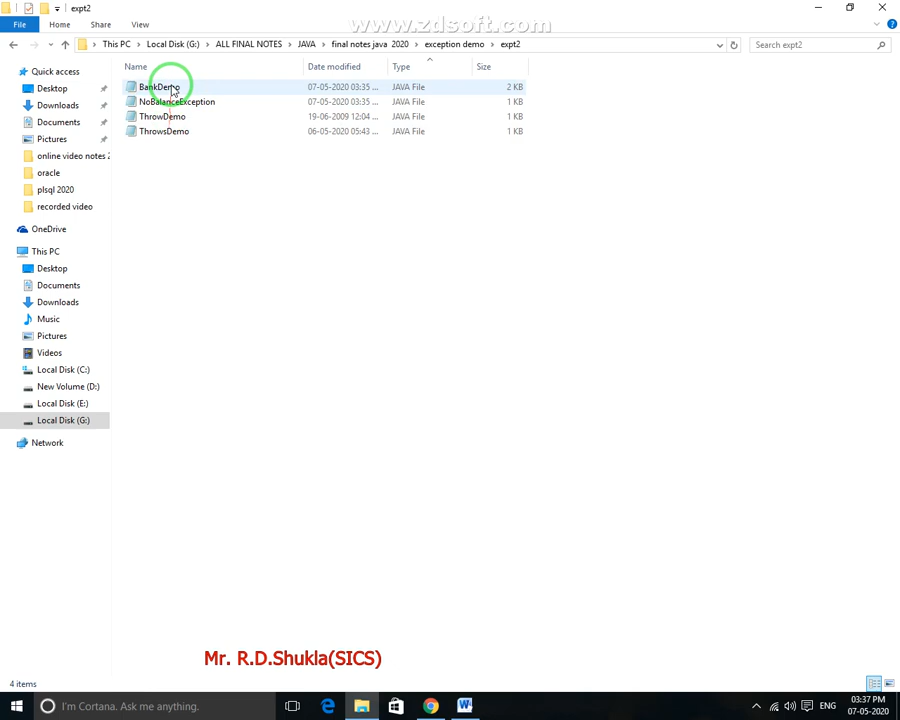 expt2
www.zdsoft.com
File Home Share View
This PC Local Disk (G:) ALL FINAL NOTES JAVA final notes java 2020 exception demo expt2 Search expt2
Name Date modified Type Size
BankDemo 07-05-2020 03:35 ... JAVA File 2 KB
NoBalanceException 07-05-2020 03:35 ... JAVA File 1 KB
ThrowDemo 19-06-2009 12:04 ... JAVA File 1 KB
ThrowsDemo 06-05-2020 05:43 ... JAVA File 1 KB
Quick access
Desktop
Downloads
Documents
Pictures
online video notes 2
oracle
plsql 2020
recorded video
OneDrive
This PC
Desktop
Documents
Downloads
Music
Pictures
Videos
Local Disk (C:)
New Volume (D:)
Local Disk (E:)
Local Disk (G:)
Network
Mr. R.D.Shukla(SICS)
4 items
I'm Cortana. Ask me anything.
ENG
03:37 PM
07-05-2020